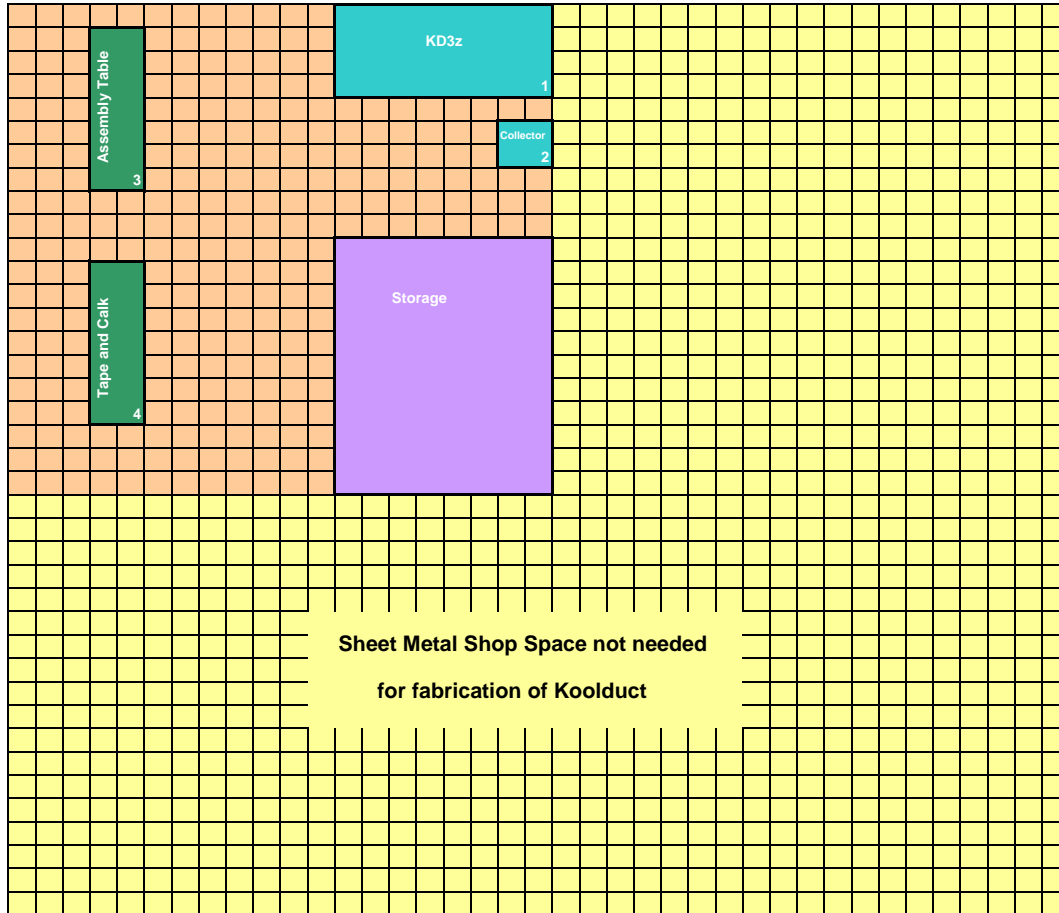 KD3z
1
Assembly Table
3
Collector
2
Tape and Calk
4
Storage
Sheet Metal Shop Space not needed
for fabrication of Koolduct